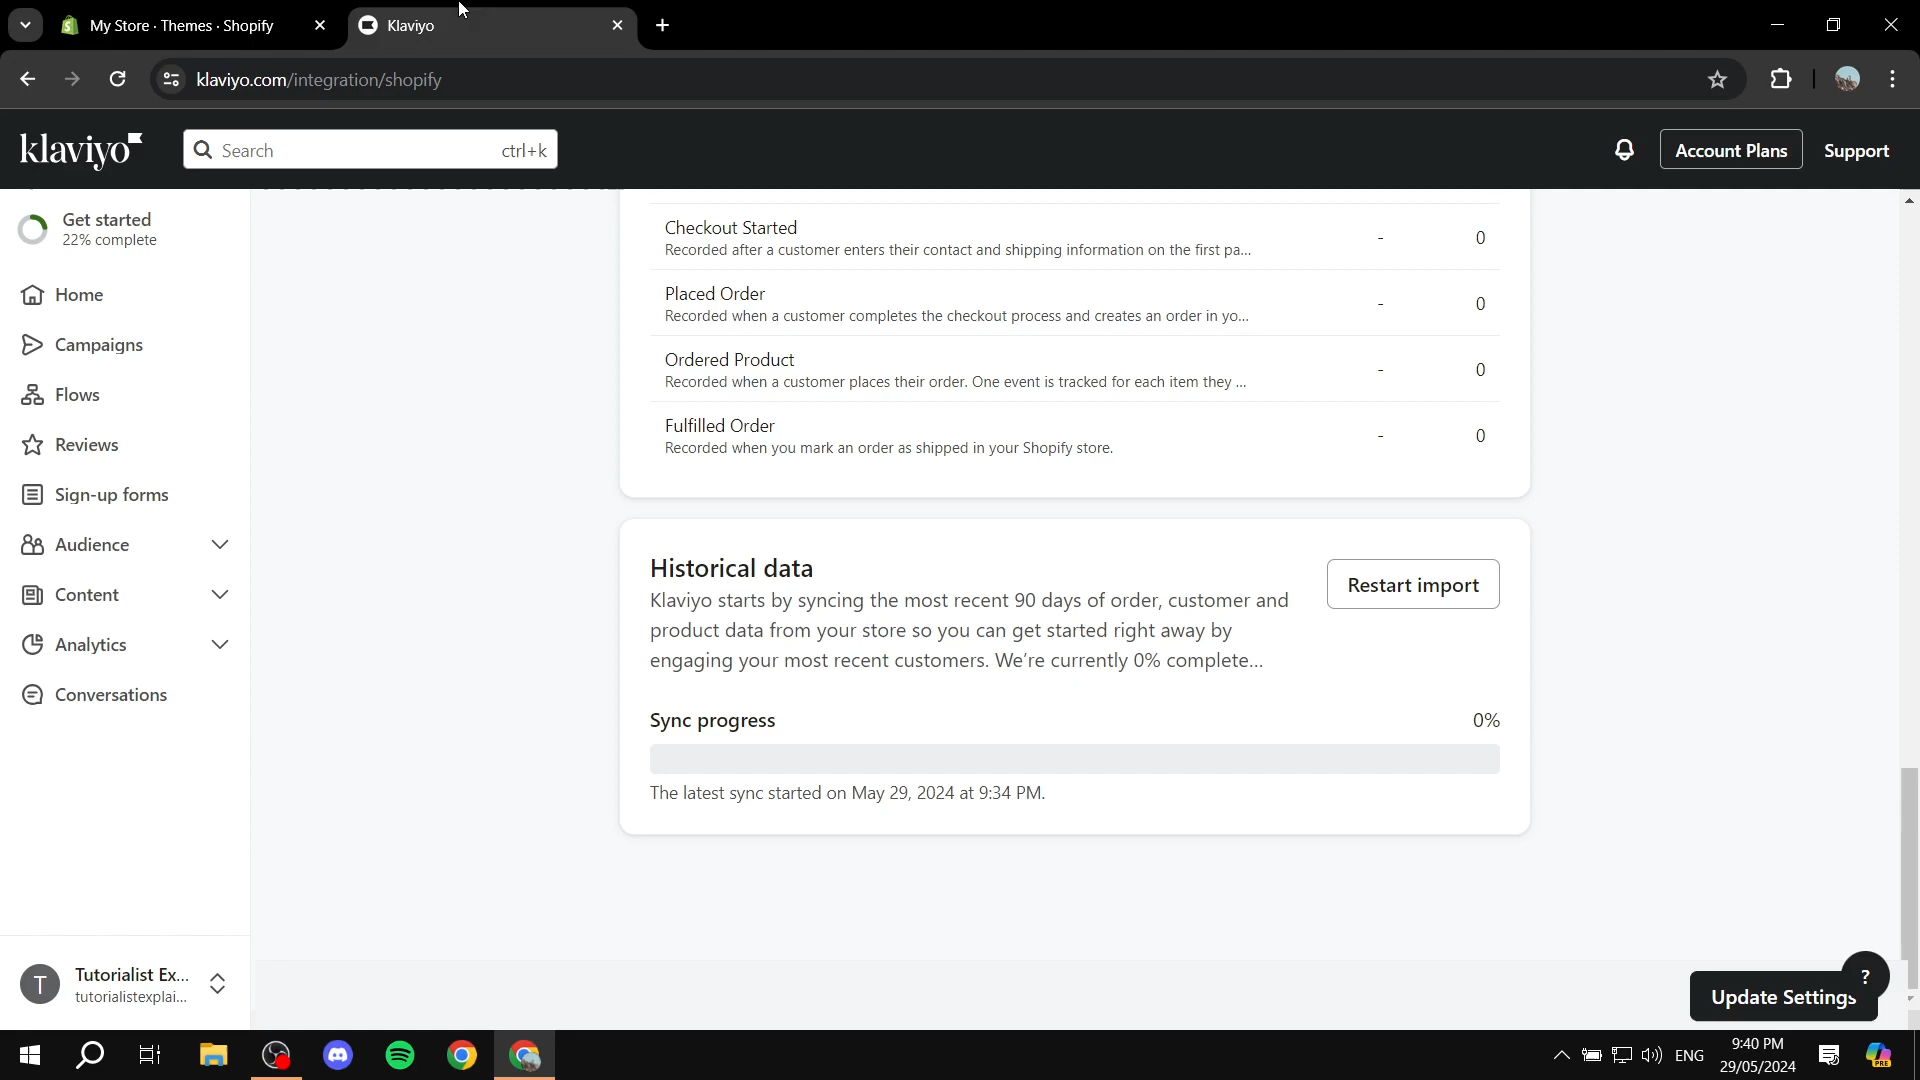 My Store · Themes · Shopify
Klaviyo
klaviyo.com/integration/shopify
klaviyo
Search
ctrl+k
Account Plans
Support
Get started
22% complete
Home
Campaigns
Flows
Reviews
Sign-up forms
Audience
Content
Analytics
Conversations
T
Tutorialist Ex...
tutorialistexplai...
Checkout Started
Recorded after a customer enters their contact and shipping information on the first pa...
-
0
Placed Order
Recorded when a customer completes the checkout process and creates an order in yo...
-
0
Ordered Product
Recorded when a customer places their order. One event is tracked for each item they ...
-
0
Fulfilled Order
Recorded when you mark an order as shipped in your Shopify store.
-
0
Historical data
Klaviyo starts by syncing the most recent 90 days of order, customer and
product data from your store so you can get started right away by
engaging your most recent customers. We're currently 0% complete...
Restart import
Sync progress
0%
The latest sync started on May 29, 2024 at 9:34 PM.
?
Update Settings
ENG
9:40 PM
29/05/2024
PRE